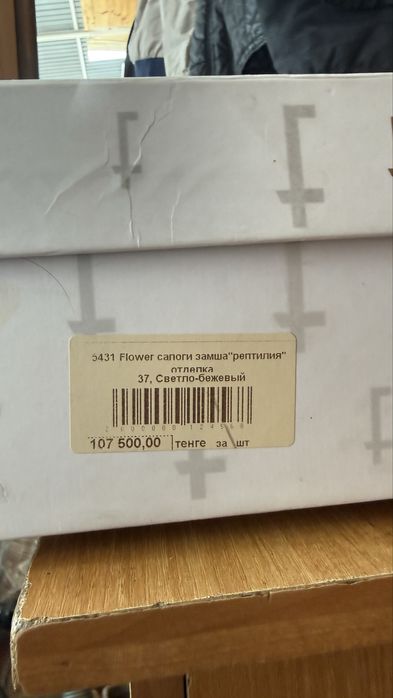 5431 Flower сапоги замша"рептилия"
отделка
37, Светло-бежевый
107 500,00 тенге за шт